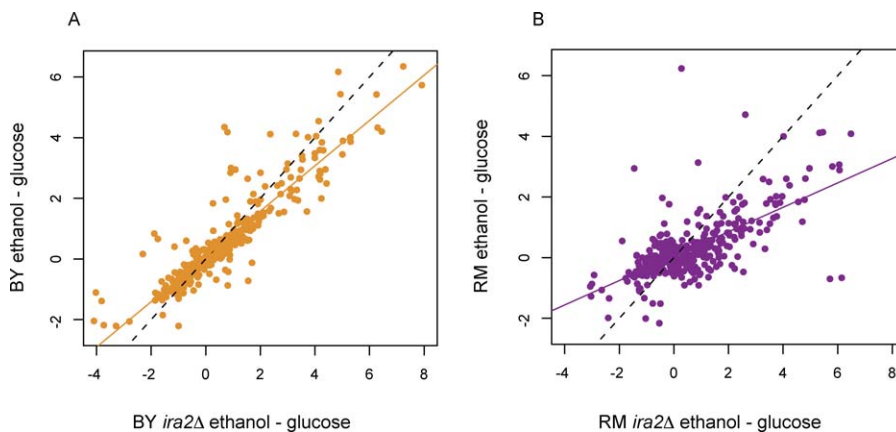 A
BY ethanol - glucose
6
4
2
0
-2
-4 -2 0 2 4 6 8
BY ira2Δ ethanol - glucose
B
RM ethanol - glucose
6
4
2
0
-2
-4 -2 0 2 4 6 8
RM ira2Δ ethanol - glucose